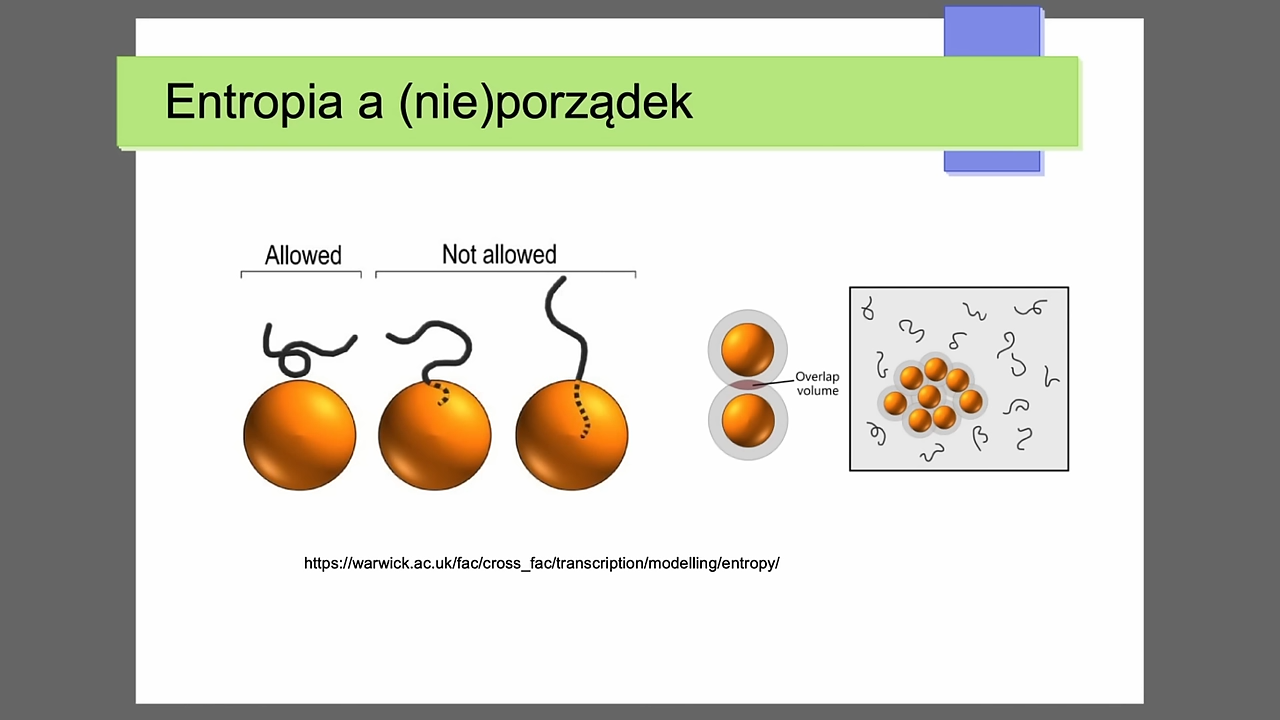 Entropia a (nie)porządek
Allowed
Not allowed
Overlap
volume
https://warwick.ac.uk/fac/cross_fac/transcription/modelling/entropy/